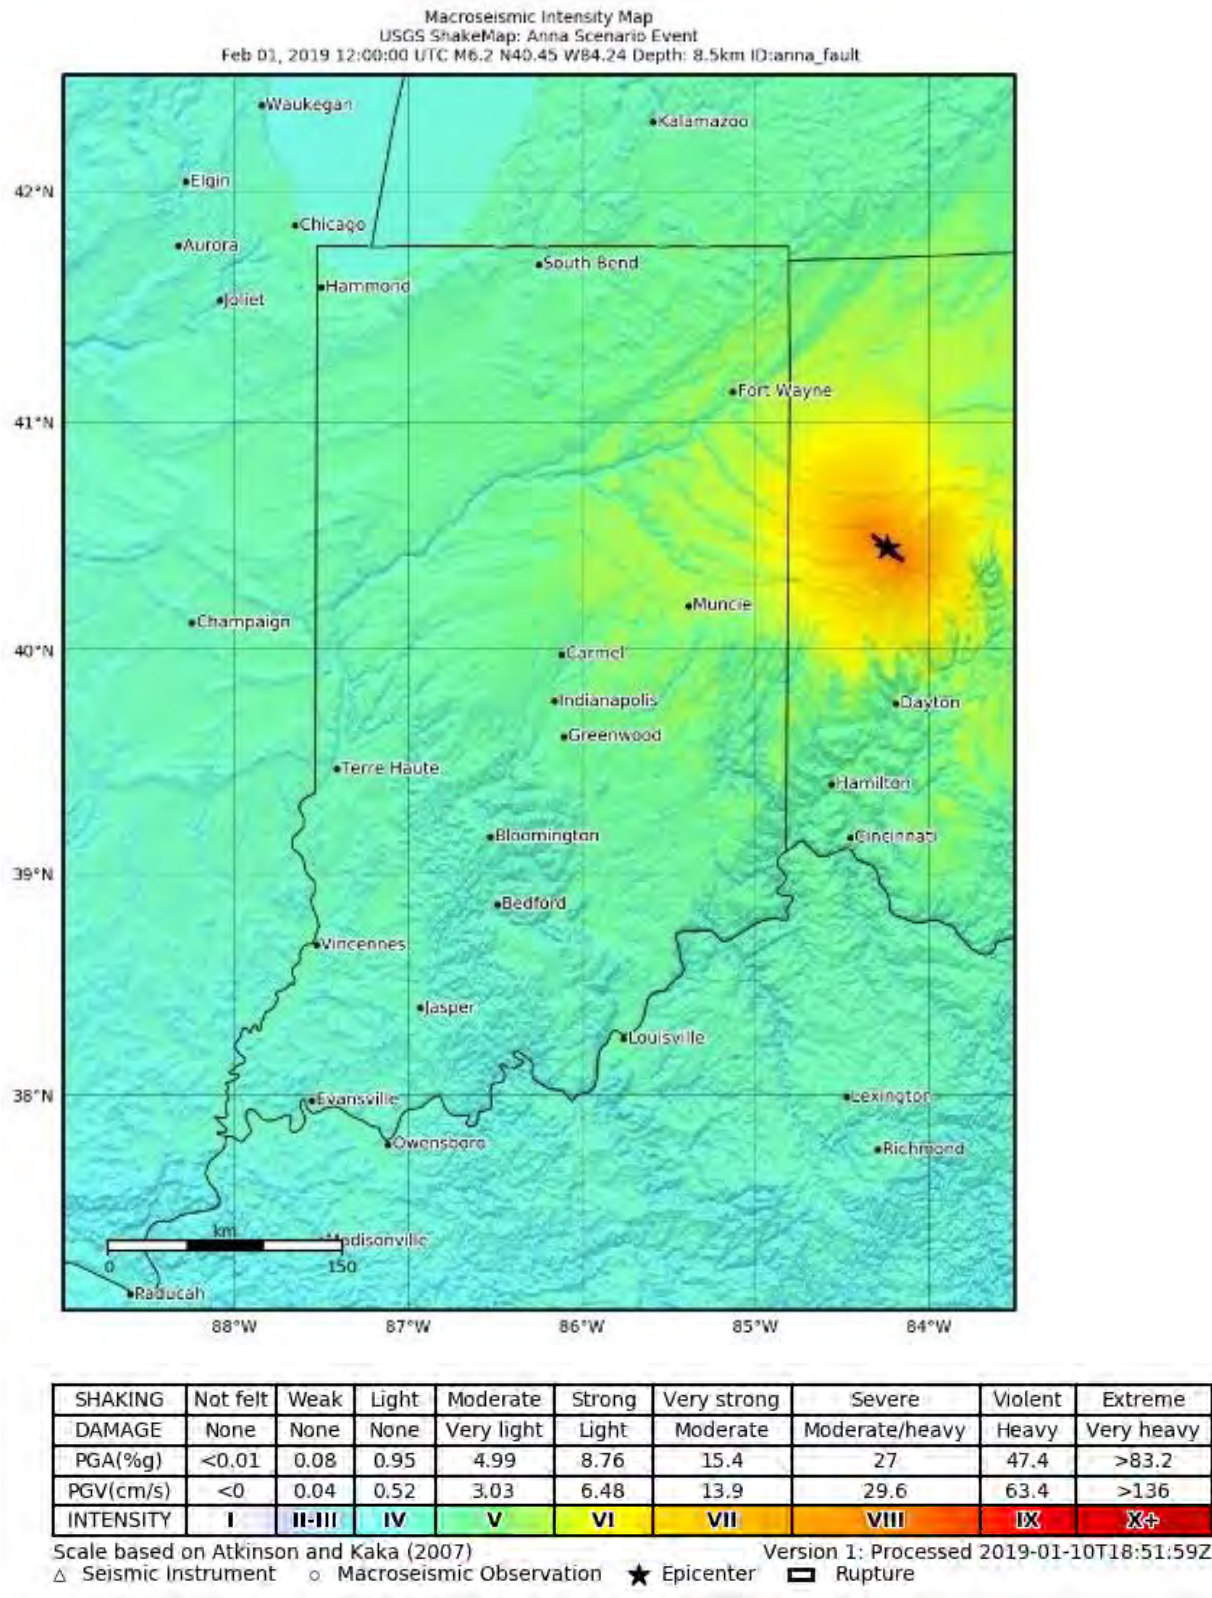 Macroseismic Intensity Map
USGS ShakeMap: Anna Scenario Event
Feb 01, 2019 12:00:00 UTC M6.2 N40.45 W84.24 Depth: 8.5km ID:anna_fault
Waukegan
Kalamazoo
42°N
Elgin
Chicago
Aurora
South Bend
Hammond
Joliet
Fort Wayne
41°N
Muncie
Champaign
40°N
Carmel
Indianapolis
Dayton
Greenwood
Terre Haute
Hamilton
Bloomington
Cincinnati
39°N
Bedford
Vincennes
Jasper
Louisville
38°N
Evansville
Lexington
Owensboro
Richmond
km
Madisonville
0 150
Paducah
88°W 87°W 86°W 85°W 84°W
SHAKING Not felt Weak Light Moderate Strong Very strong Severe Violent Extreme
DAMAGE None None None Very light Light Moderate Moderate/heavy Heavy Very heavy
PGA(%g) <0.01 0.08 0.95 4.99 8.76 15.4 27 47.4 >83.2
PGV(cm/s) <0 0.04 0.52 3.03 6.48 13.9 29.6 63.4 >136
INTENSITY I II-III IV V VI VII VIII IX X+
Scale based on Atkinson and Kaka (2007) Version 1: Processed 2019-01-10T18:51:59Z
△ Seismic Instrument ○ Macroseismic Observation ★ Epicenter Rupture